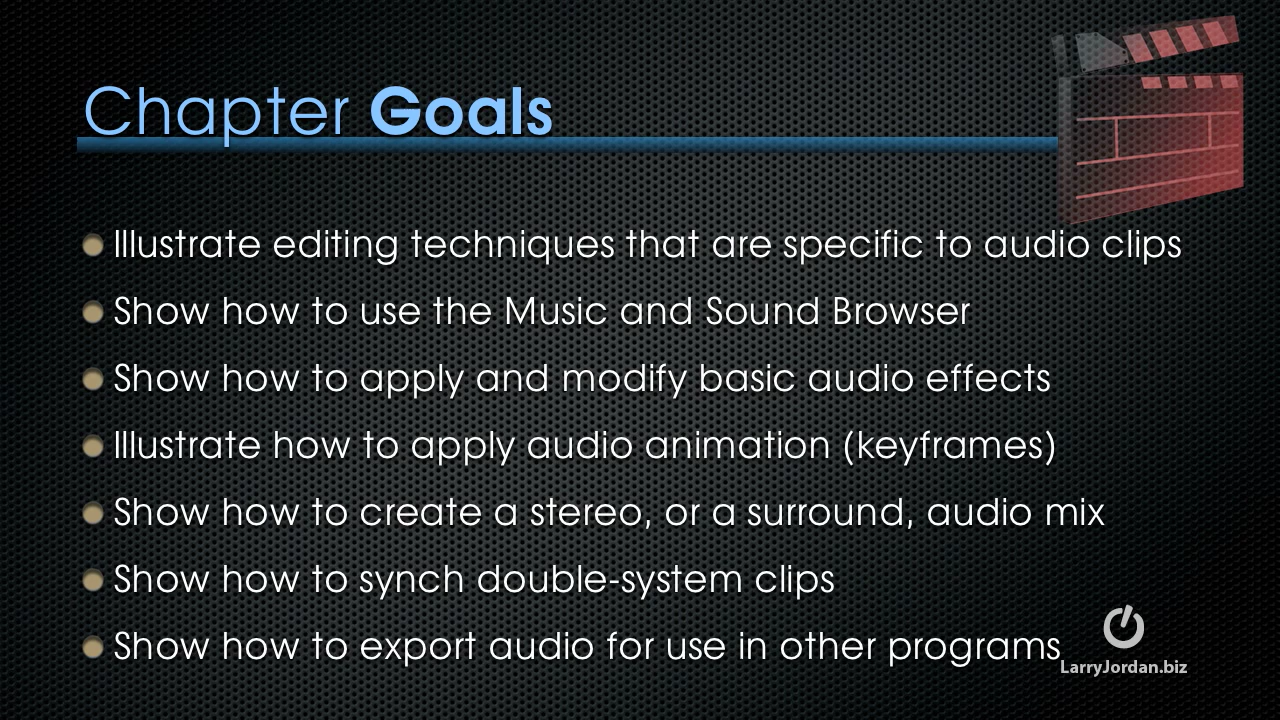 Chapter Goals
Illustrate editing techniques that are specific to audio clips
Show how to use the Music and Sound Browser
Show how to apply and modify basic audio effects
Illustrate how to apply audio animation (keyframes)
Show how to create a stereo, or a surround, audio mix
Show how to synch double-system clips
Show how to export audio for use in other programs
LarryJordan.biz